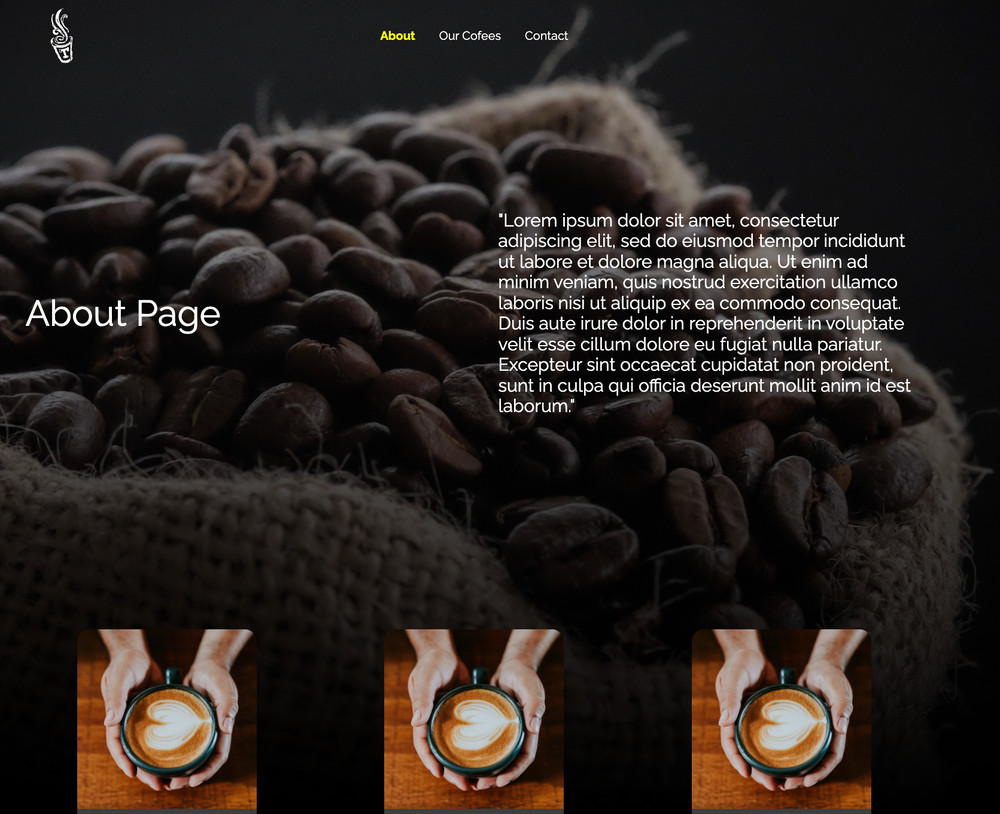 T
About Our Cofees Contact
"Lorem ipsum dolor sit amet, consectetur
adipiscing elit, sed do eiusmod tempor incididunt
ut labore et dolore magna aliqua. Ut enim ad
minim veniam, quis nostrud exercitation ullamco
laboris nisi ut aliquip ex ea commodo consequat.
Duis aute irure dolor in reprehenderit in voluptate
velit esse cillum dolore eu fugiat nulla pariatur.
Excepteur sint occaecat cupidatat non proident,
sunt in culpa qui officia deserunt mollit anim id est
laborum."
About Page